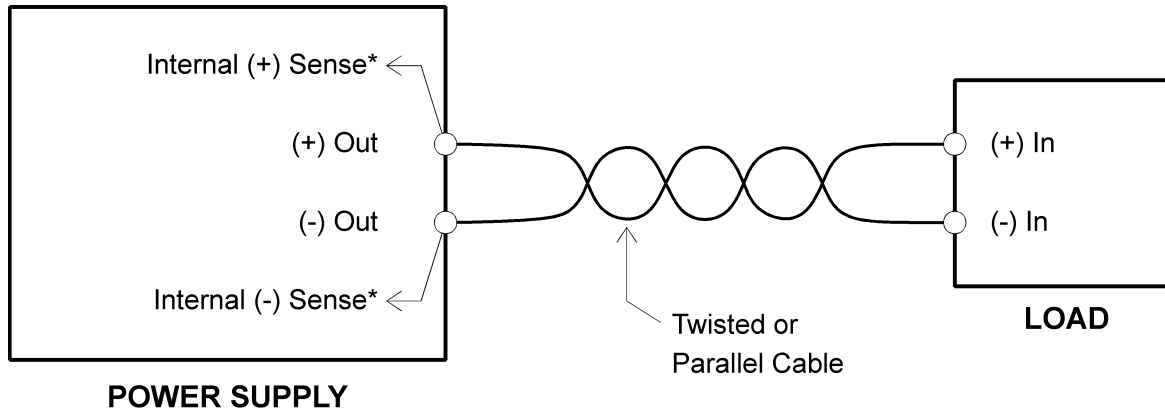 Internal (+) Sense*
(+) Out
(-) Out
Internal (-) Sense*
POWER SUPPLY
Twisted or
Parallel Cable
(+) In
(-) In
LOAD